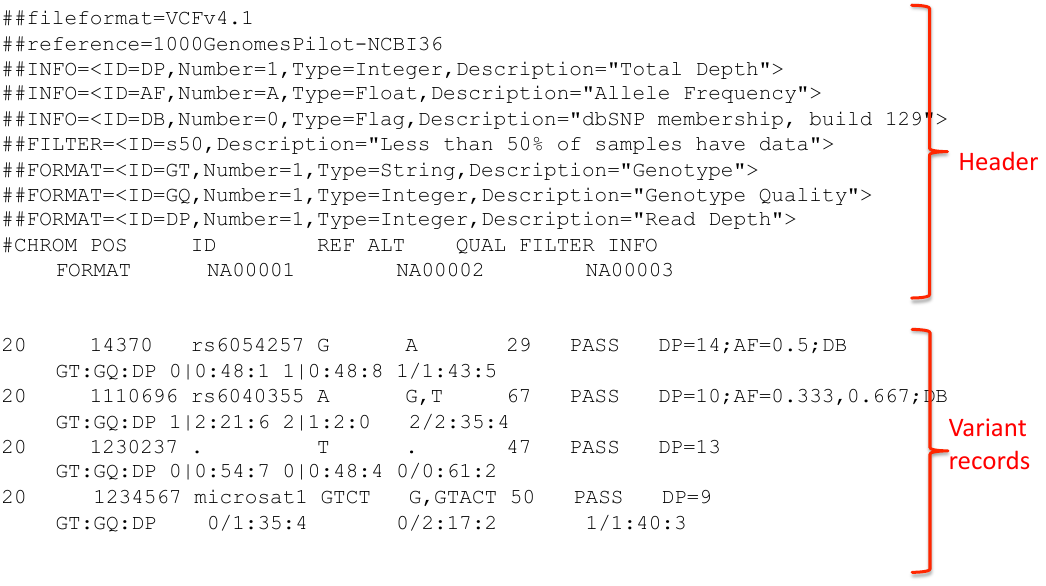 ##fileformat=VCFv4.1
##reference=1000GenomesPilot-NCBI36
##INFO=<ID=DP,Number=1,Type=Integer,Description="Total Depth">
##INFO=<ID=AF,Number=A,Type=Float,Description="Allele Frequency">
##INFO=<ID=DB,Number=0,Type=Flag,Description="dbSNP membership, build 129">
##FILTER=<ID=s50,Description="Less than 50% of samples have data">
##FORMAT=<ID=GT,Number=1,Type=String,Description="Genotype">
##FORMAT=<ID=GQ,Number=1,Type=Integer,Description="Genotype Quality">
##FORMAT=<ID=DP,Number=1,Type=Integer,Description="Read Depth">
#CHROM POS ID REF ALT QUAL FILTER INFO
FORMAT NA00001 NA00002 NA00003
Header
20 14370 rs6054257 G A 29 PASS DP=14;AF=0.5;DB
GT:GQ:DP 0|0:48:1 1|0:48:8 1/1:43:5
20 1110696 rs6040355 A G,T 67 PASS DP=10;AF=0.333,0.667;DB
GT:GQ:DP 1|2:21:6 2|1:2:0 2/2:35:4
20 1230237 . T . 47 PASS DP=13
GT:GQ:DP 0|0:54:7 0|0:48:4 0/0:61:2
20 1234567 microsat1 GTCT G,GTACT 50 PASS DP=9
GT:GQ:DP 0/1:35:4 0/2:17:2 1/1:40:3
Variant
records